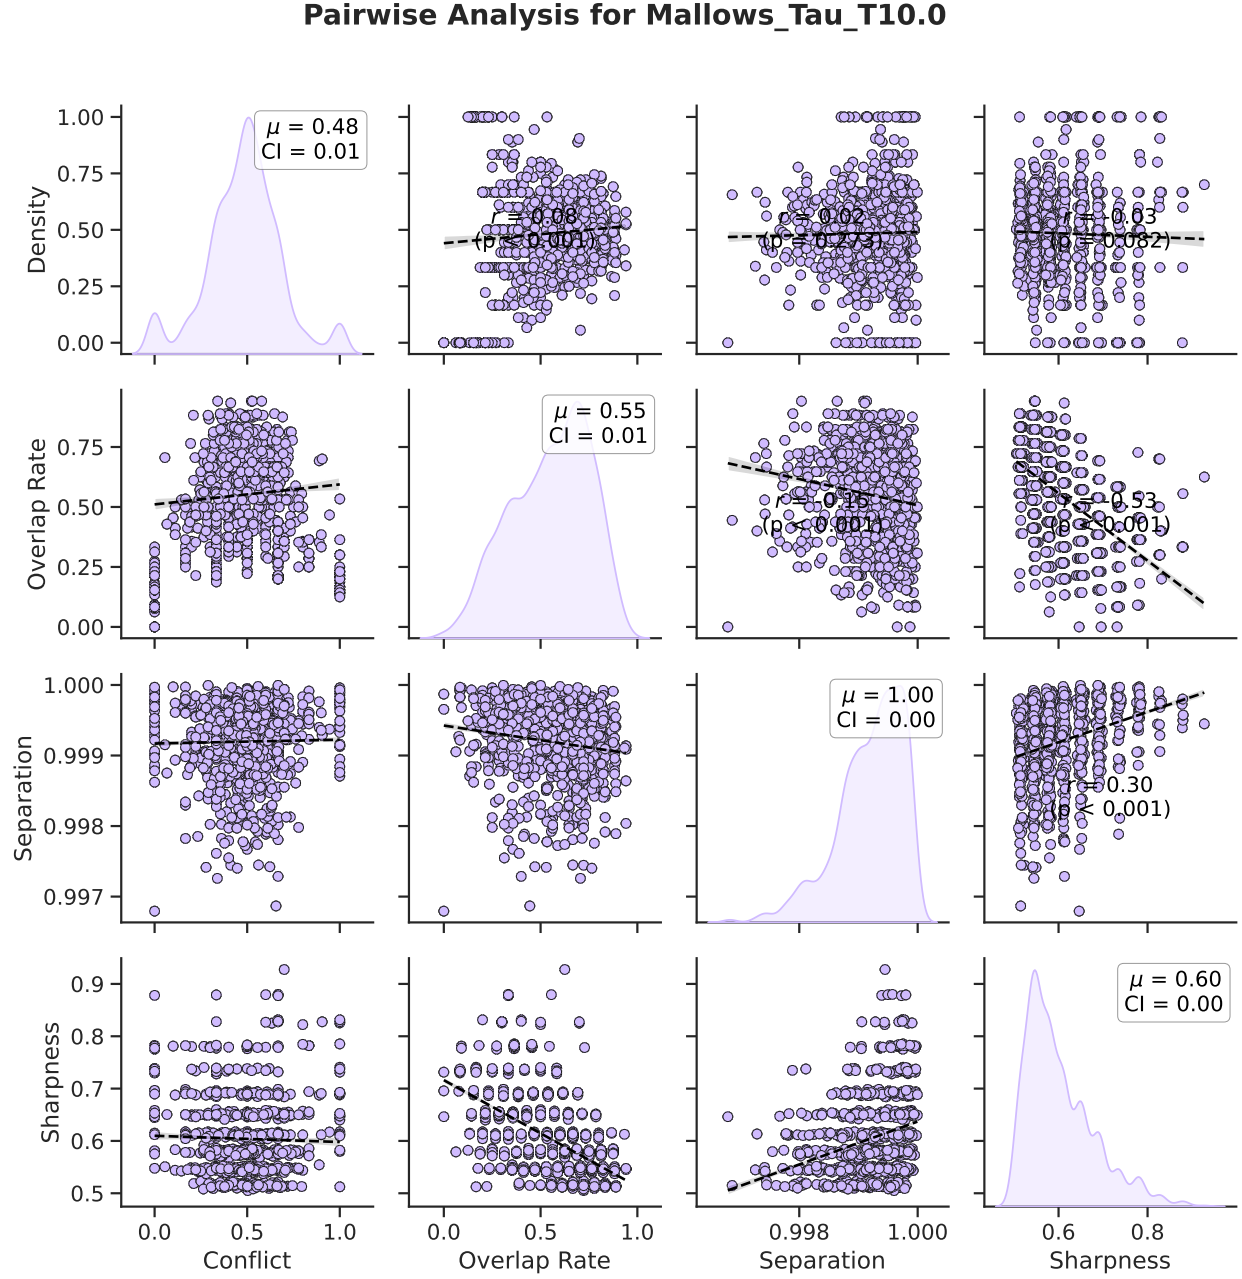 Pairwise Analysis for Mallows_Tau_T10.0
Density
1.00
0.75
0.50
0.25
0.00
μ = 0.48
CI = 0.01
r = 0.08
(p < 0.001)
r = 0.02
(p = 0.273)
r = -0.03
(p = 0.082)
Overlap Rate
0.75
0.50
0.25
0.00
μ = 0.55
CI = 0.01
r = -0.15
(p < 0.001)
r = -0.53
(p < 0.001)
Separation
1.000
0.999
0.998
0.997
μ = 1.00
CI = 0.00
r = 0.30
(p < 0.001)
Sharpness
0.9
0.8
0.7
0.6
0.5
μ = 0.60
CI = 0.00
0.0 0.5 1.0
Conflict
0.0 0.5 1.0
Overlap Rate
0.998 1.000
Separation
0.6 0.8
Sharpness